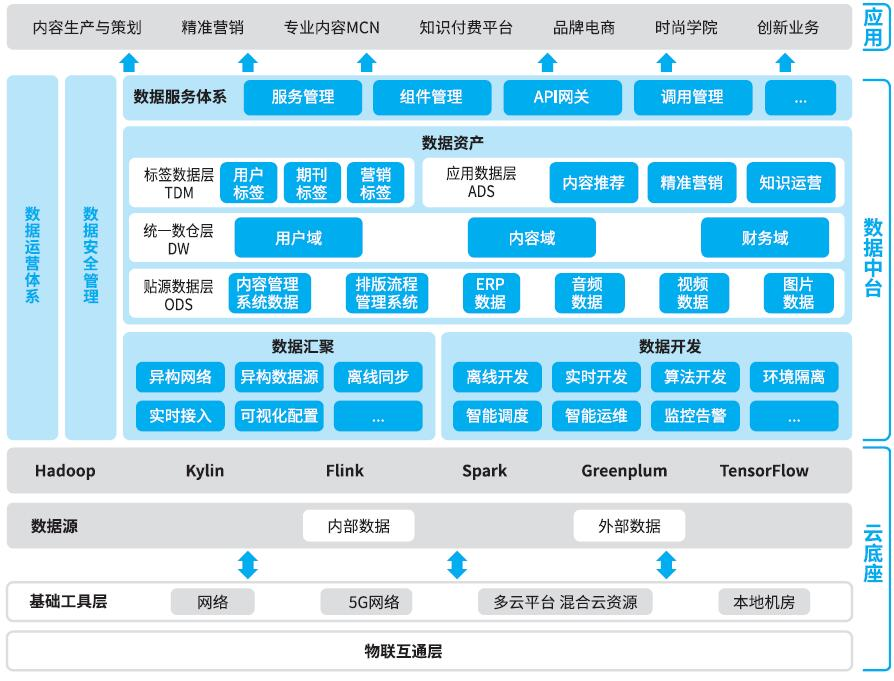 内容生产与策划 精准营销 专业内容MCN 知识付费平台 品牌电商 时尚学院 创新业务
应用
数据服务体系 服务管理 组件管理 API网关 调用管理 ...
数据资产
标签数据层
TDM
用户
标签
期刊
标签
营销
标签
应用数据层
ADS
内容推荐 精准营销 知识运营
统一数仓层
DW
用户域 内容域 财务域
贴源数据层
ODS
内容管理
系统数据
排版流程
管理系统
ERP
数据
音频
数据
视频
数据
图片
数据
数据运营体系
数据安全管理
数据中台
数据汇聚
异构网络 异构数据源 离线同步
实时接入 可视化配置 ...
数据开发
离线开发 实时开发 算法开发 环境隔离
智能调度 智能运维 监控告警 ...
Hadoop Kylin Flink Spark Greenplum TensorFlow
数据源 内部数据 外部数据
云底座
基础工具层 网络 5G网络 多云平台 混合云资源 本地机房
物联互通层